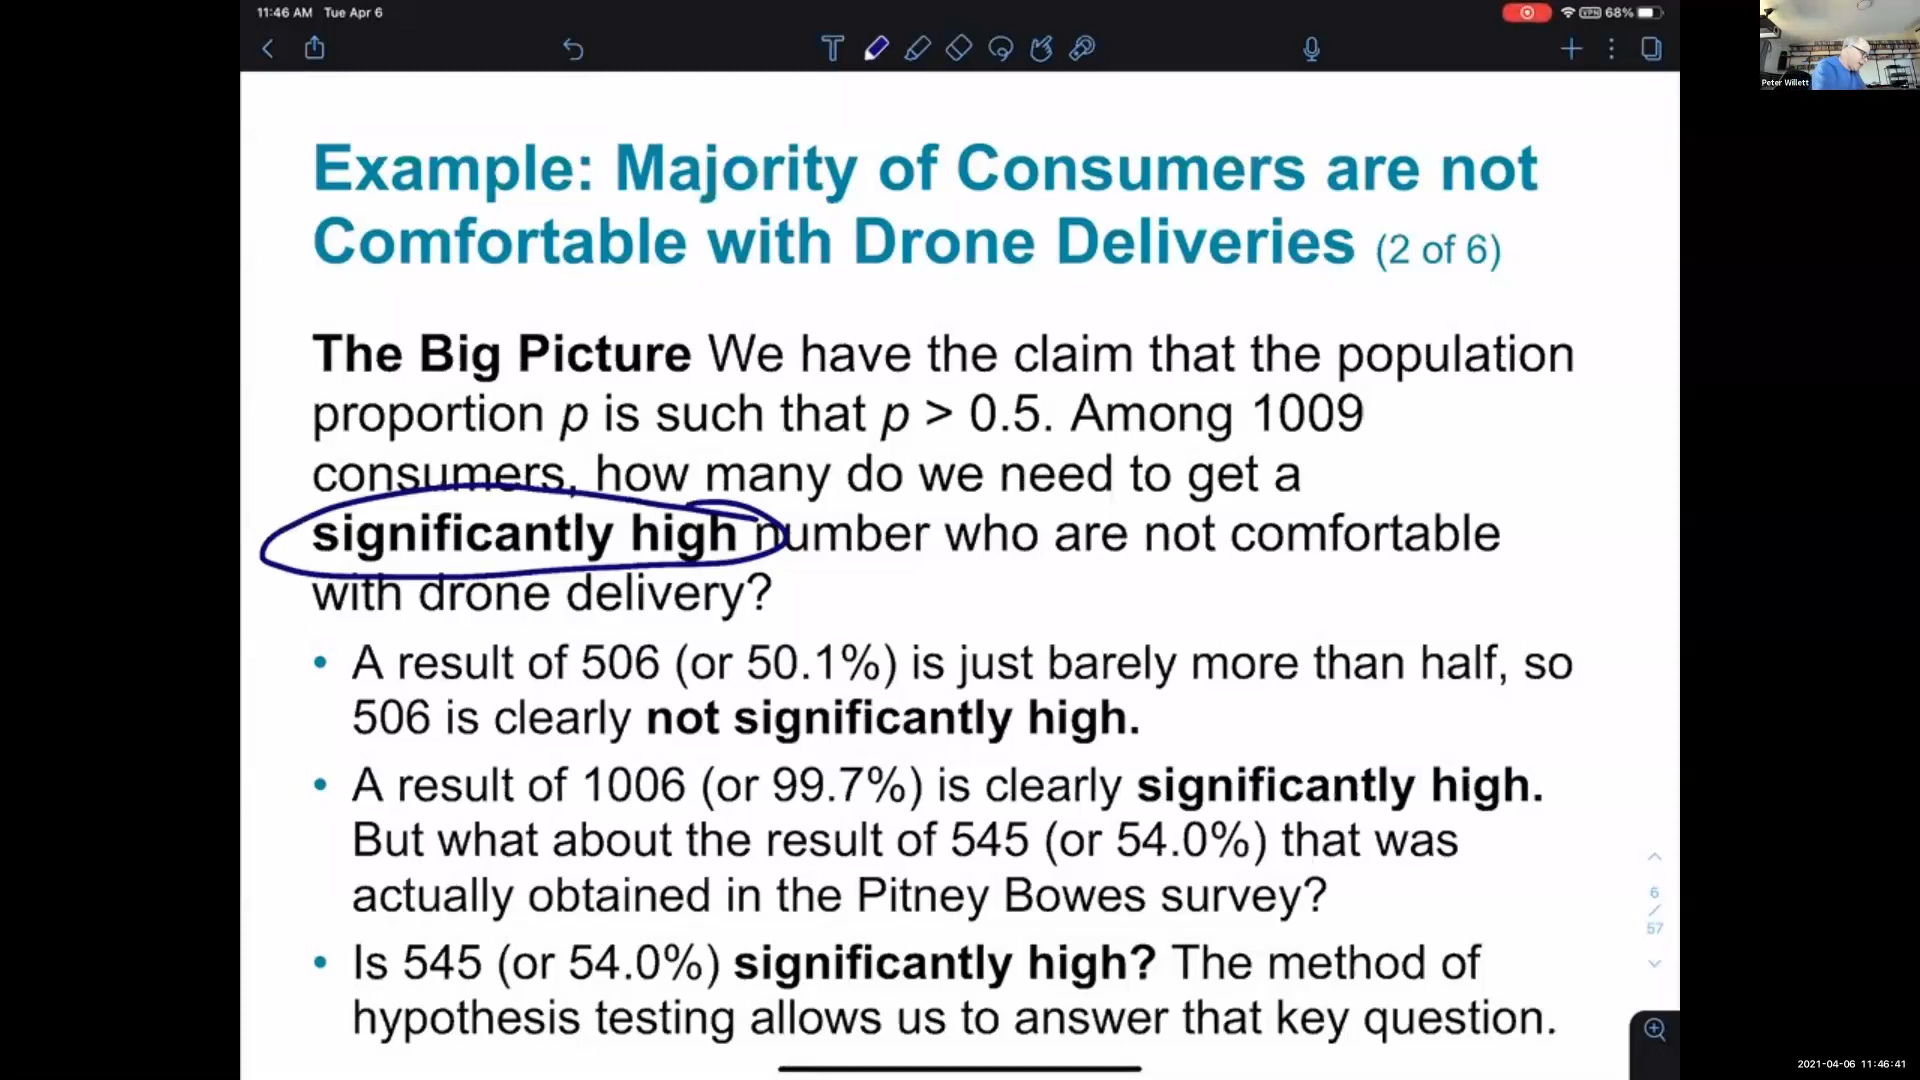 11:46 AM Tue Apr 6
VPN 68%
Peter Willett
Example: Majority of Consumers are not
Comfortable with Drone Deliveries (2 of 6)
The Big Picture We have the claim that the population
proportion p is such that p > 0.5. Among 1009
consumers, how many do we need to get a
significantly high number who are not comfortable
with drone delivery?
• A result of 506 (or 50.1%) is just barely more than half, so
506 is clearly not significantly high.
• A result of 1006 (or 99.7%) is clearly significantly high.
But what about the result of 545 (or 54.0%) that was
actually obtained in the Pitney Bowes survey?
• Is 545 (or 54.0%) significantly high? The method of
hypothesis testing allows us to answer that key question.
6
/
57
2021-04-06 11:46:41